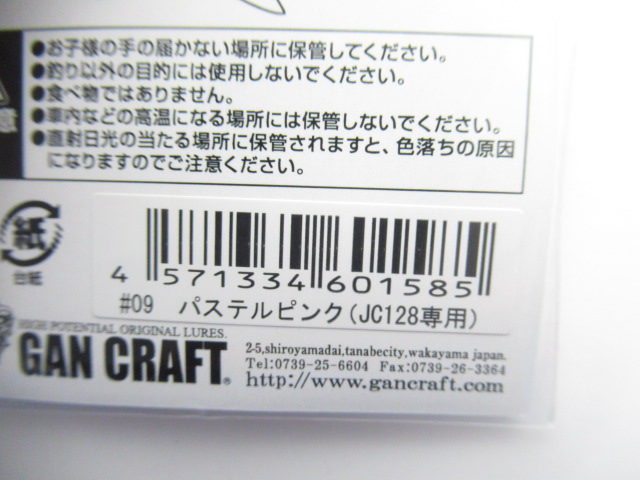 ●お子様の手の届かない場所に保管してください。
●釣り以外の目的には使用しないでください。
●食べ物ではありません。
●車内などの高温になる場所には保管しないでください。
●直射日光の当たる場所に保管されますと、色落ちの原因
になりますのでご注意ください。
意
紙
台紙
4 571334 601585
#09 パステルピンク(JC128専用)
HIGH POTENTIAL ORIGINAL LURES.
GAN CRAFT®
2-5,shiroyamadai,tanabecity,wakayama japan.
Tel:0739-25-6604 Fax:0739-26-3364
http://www.gancraft.com